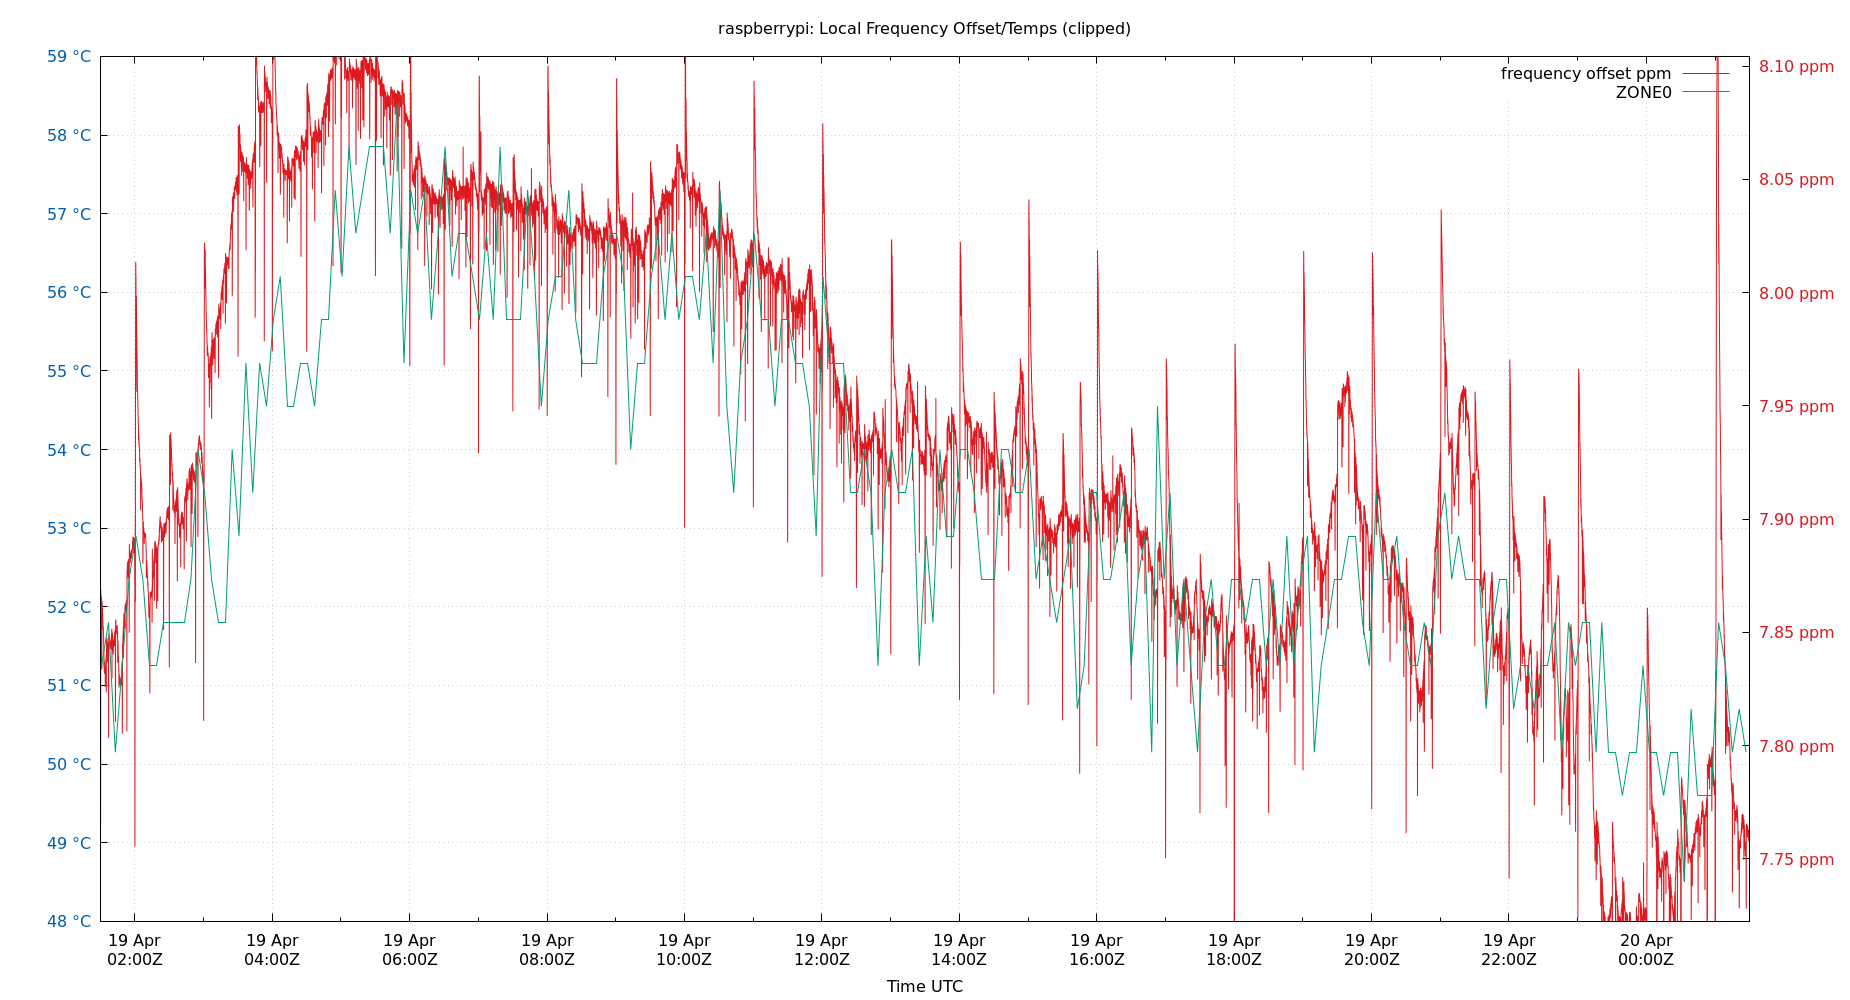 raspberrypi: Local Frequency Offset/Temps (clipped)
59 °C
58 °C
57 °C
56 °C
55 °C
54 °C
53 °C
52 °C
51 °C
50 °C
49 °C
48 °C
frequency offset ppm
ZONE0
8.10 ppm
8.05 ppm
8.00 ppm
7.95 ppm
7.90 ppm
7.85 ppm
7.80 ppm
7.75 ppm
19 Apr 19 Apr 19 Apr 19 Apr 19 Apr 19 Apr 19 Apr 19 Apr 19 Apr 19 Apr 19 Apr 20 Apr
02:00Z 04:00Z 06:00Z 08:00Z 10:00Z 12:00Z 14:00Z 16:00Z 18:00Z 20:00Z 22:00Z 00:00Z
Time UTC